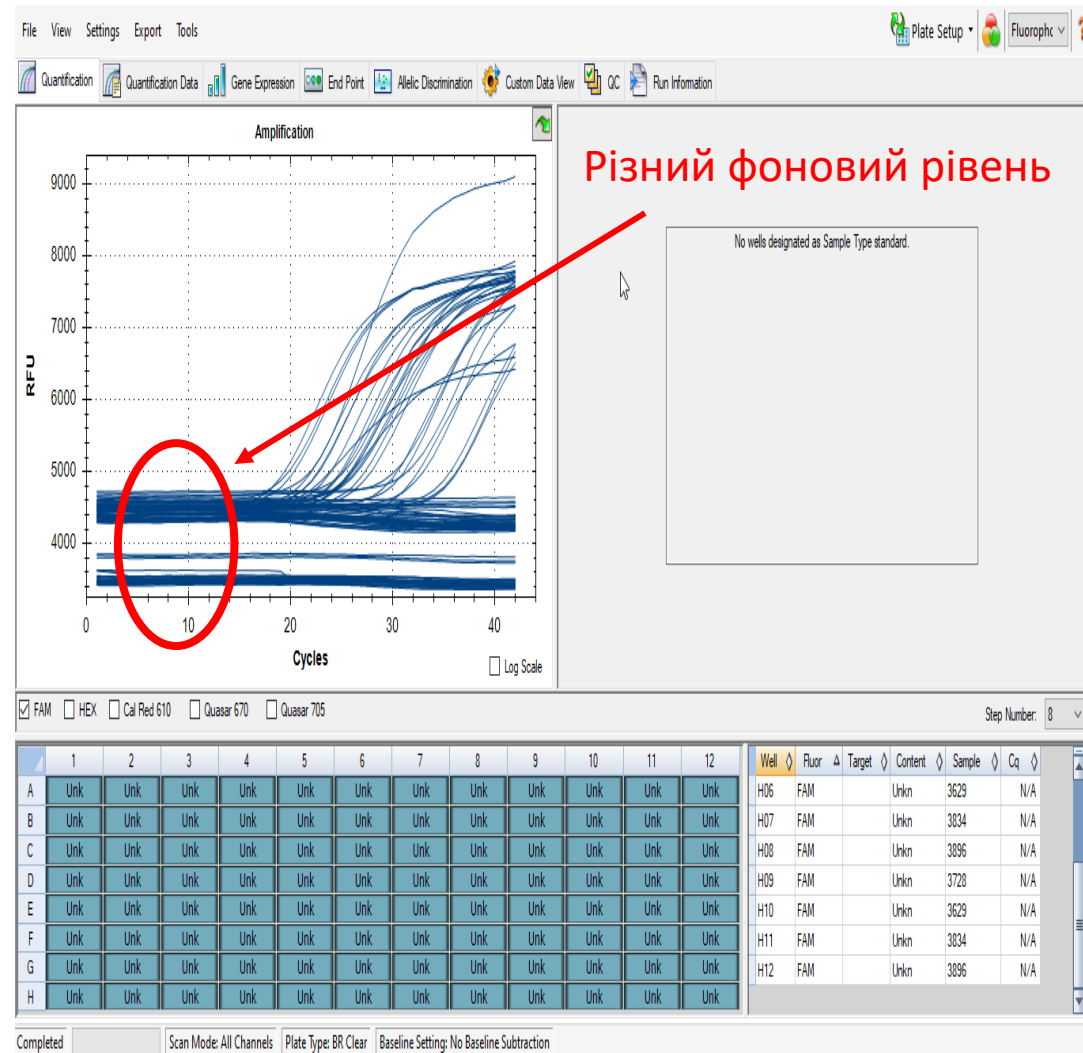 File View Settings Export Tools Plate Setup Fluoropho
Quantification Quantification Data Gene Expression End Point Allelic Discrimination Custom Data View QC Run Information
Amplification
Різний фоновий рівень
No wells designated as Sample Type standard.
9000
8000
7000
6000
5000
4000
RFU
0 10 20 30 40
Cycles
Log Scale
FAM HEX Cal Red 610 Quasar 670 Quasar 705 Step Number: 8
1 2 3 4 5 6 7 8 9 10 11 12
A Unk Unk Unk Unk Unk Unk Unk Unk Unk Unk Unk Unk
B Unk Unk Unk Unk Unk Unk Unk Unk Unk Unk Unk Unk
C Unk Unk Unk Unk Unk Unk Unk Unk Unk Unk Unk Unk
D Unk Unk Unk Unk Unk Unk Unk Unk Unk Unk Unk Unk
E Unk Unk Unk Unk Unk Unk Unk Unk Unk Unk Unk Unk
F Unk Unk Unk Unk Unk Unk Unk Unk Unk Unk Unk Unk
G Unk Unk Unk Unk Unk Unk Unk Unk Unk Unk Unk Unk
H Unk Unk Unk Unk Unk Unk Unk Unk Unk Unk Unk Unk
Well Fluor Target Content Sample Cq
H06 FAM Unkn 3629 N/A
H07 FAM Unkn 3834 N/A
H08 FAM Unkn 3896 N/A
H09 FAM Unkn 3728 N/A
H10 FAM Unkn 3629 N/A
H11 FAM Unkn 3834 N/A
H12 FAM Unkn 3896 N/A
Completed Scan Mode: All Channels Plate Type: BR Clear Baseline Setting: No Baseline Subtraction